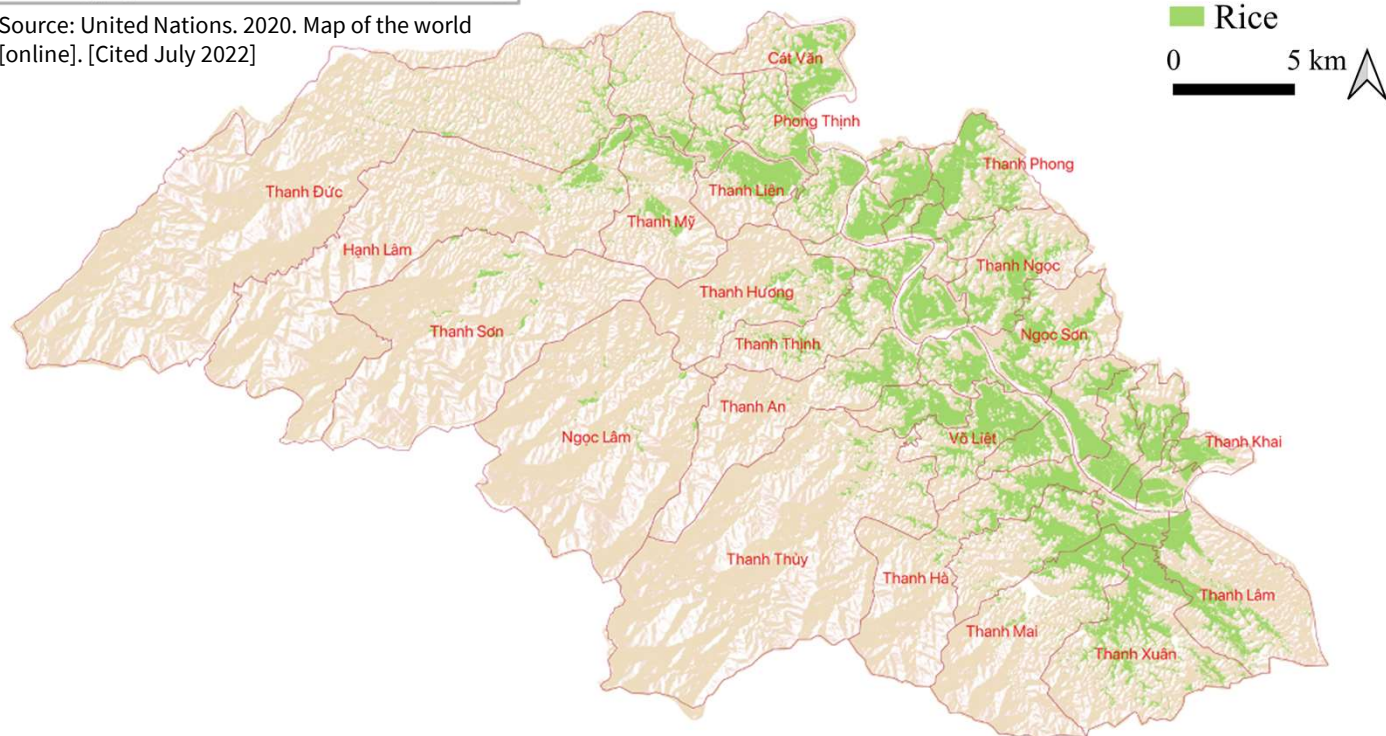 Source: United Nations. 2020. Map of the world
[online]. [Cited July 2022]
Rice
0 5 km
Cát Văn
Phong Thịnh
Thanh Phong
Thanh Đức
Thanh Liên
Thanh Mỹ
Hạnh Lâm
Thanh Ngọc
Thanh Hương
Thanh Sơn
Ngọc Sơn
Thanh Thịnh
Thanh An
Ngọc Lâm
Võ Liệt
Thanh Khai
Thanh Thủy
Thanh Hà
Thanh Lâm
Thanh Mai
Thanh Xuân